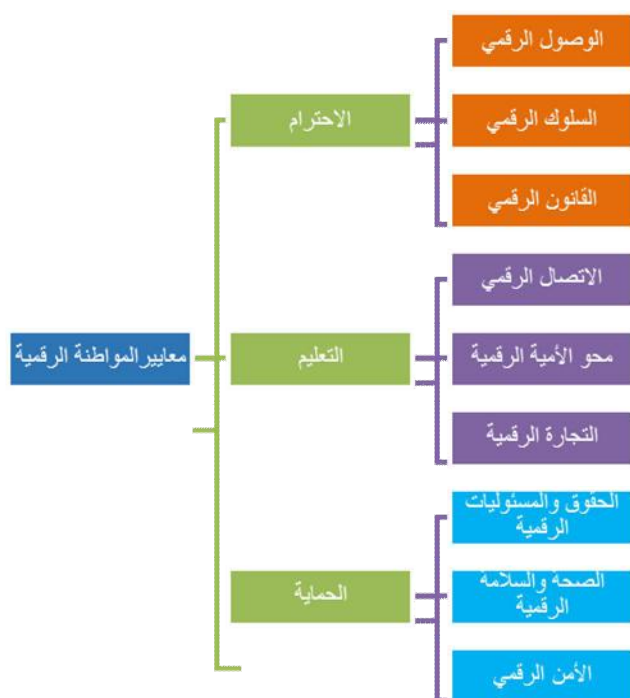 معايير المواطنة الرقمية
الاحترام
الوصول الرقمي
السلوك الرقمي
القانون الرقمي
التعليم
الاتصال الرقمي
محو الأمية الرقمية
التجارة الرقمية
الحماية
الحقوق والمسئوليات
الرقمية
الصحة والسلامة
الرقمية
الأمن الرقمي